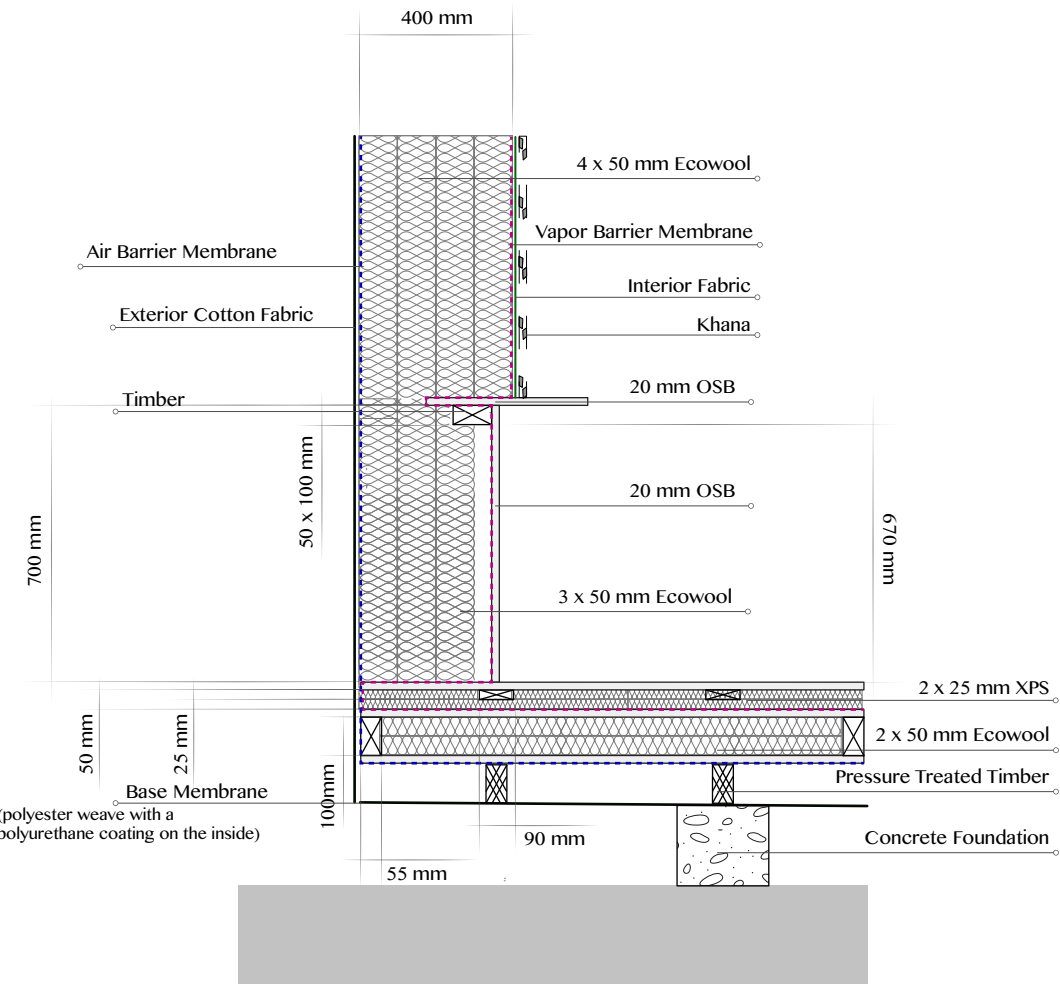 400 mm
4 x 50 mm Ecowool
Vapor Barrier Membrane
Air Barrier Membrane
Interior Fabric
Exterior Cotton Fabric
Khana
20 mm OSB
Timber
50 x 100 mm
20 mm OSB
700 mm
670 mm
3 x 50 mm Ecowool
2 x 25 mm XPS
50 mm
25 mm
2 x 50 mm Ecowool
Pressure Treated Timber
Base Membrane
(polyester weave with a
polyurethane coating on the inside)
100mm
90 mm
Concrete Foundation
55 mm